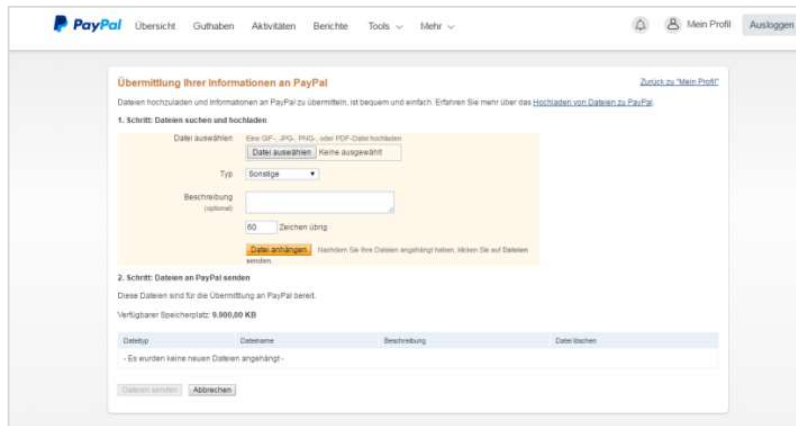 PayPal Übersicht Guthaben Aktivitäten Berichte Tools Mehr Mein Profil Ausloggen
Übermittlung Ihrer Informationen an PayPal Zurück zu "Mein Profil"
Dateien hochzuladen und Informationen an PayPal zu übermitteln, ist bequem und einfach. Erfahren Sie mehr über das Hochladen von Dateien zu PayPal.
1. Schritt: Dateien suchen und hochladen
Datei auswählen Eine GIF-, JPG-, PNG-, oder PDF-Datei hochladen
Datei auswählen Keine ausgewählt
Typ Sonstige
Beschreibung
(optional)
60 Zeichen übrig
Datei anhängen Nachdem Sie Ihre Dateien angehängt haben, klicken Sie auf Dateien
senden.
2. Schritt: Dateien an PayPal senden
Diese Dateien sind für die Übermittlung an PayPal bereit.
Verfügbarer Speicherplatz: 9.900,00 KB
Dateityp Dateiname Beschreibung Datei löschen
- Es wurden keine neuen Dateien angehängt -
Dateien senden Abbrechen